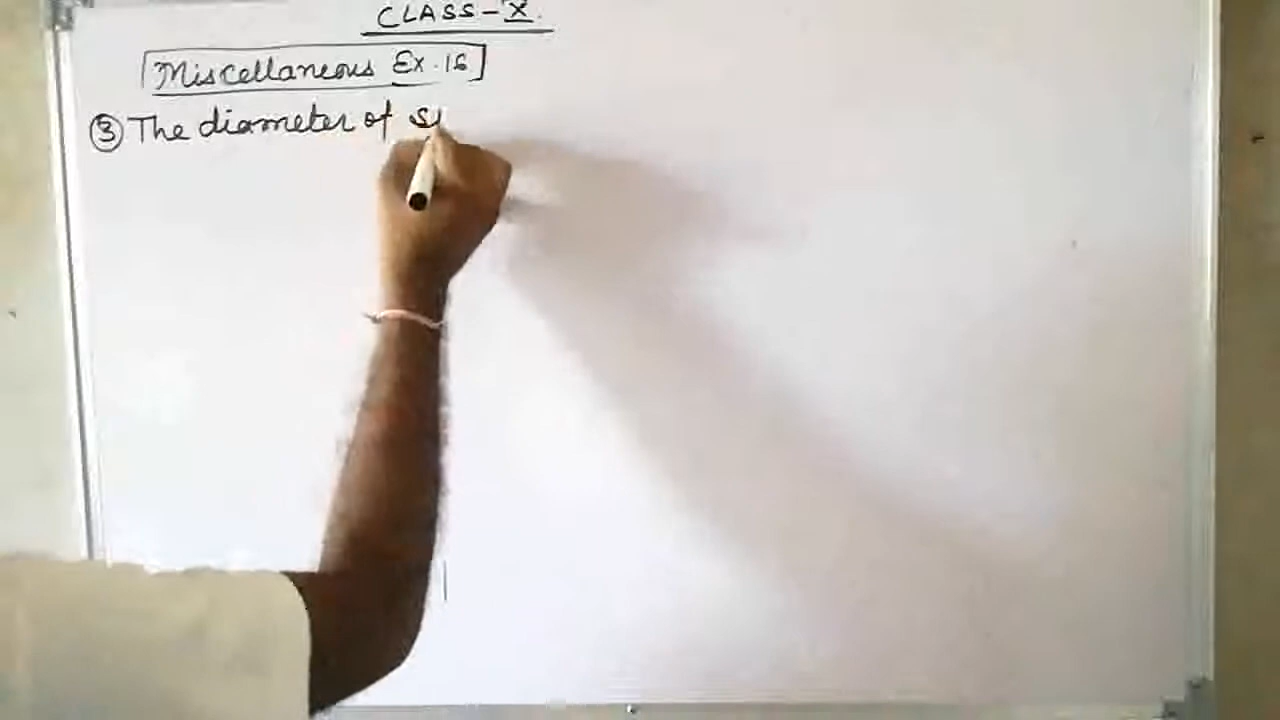 CLASS-X.
Miscellaneous Ex.16
③ The diameter of